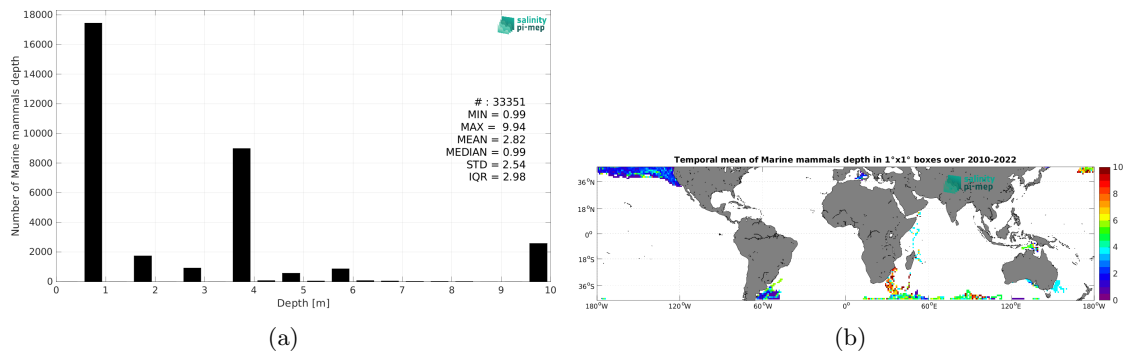 18000
16000
14000
12000
10000
8000
6000
4000
2000
0
Number of Marine mammals depth
salinity
pi-mep
# : 33351
MIN = 0.99
MAX = 9.94
MEAN = 2.82
MEDIAN = 0.99
STD = 2.54
IQR = 2.98
0 1 2 3 4 5 6 7 8 9 10
Depth [m]
(a)
Temporal mean of Marine mammals depth in 1°x1° boxes over 2010-2022
salinity
pi-mep
36°N
18°N
0°
18°S
36°S
180°W 120°W 60°W 0° 60°E 120°E 180°E
10
8
6
4
2
0
(b)